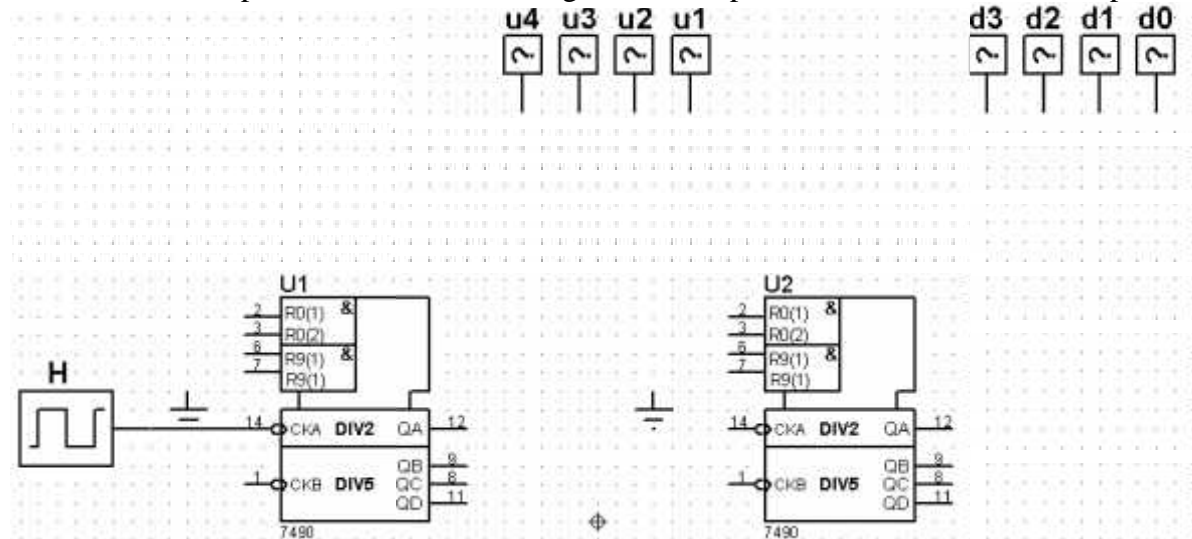 u4 u3 u2 u1 d3 d2 d1 d0
? ? ? ? ? ? ? ?
U1 U2
2 R0(1) & 2 R0(1) &
3 R0(2) 3 R0(2)
6 R9(1) & 6 R9(1) &
7 R9(1) 7 R9(1)
H
14 CKA DIV2 QA 12 14 CKA DIV2 QA 12
QB 9 QB 9
1 CKB DIV5 QC 8 1 CKB DIV5 QC 8
QD 11 QD 11
7490 7490